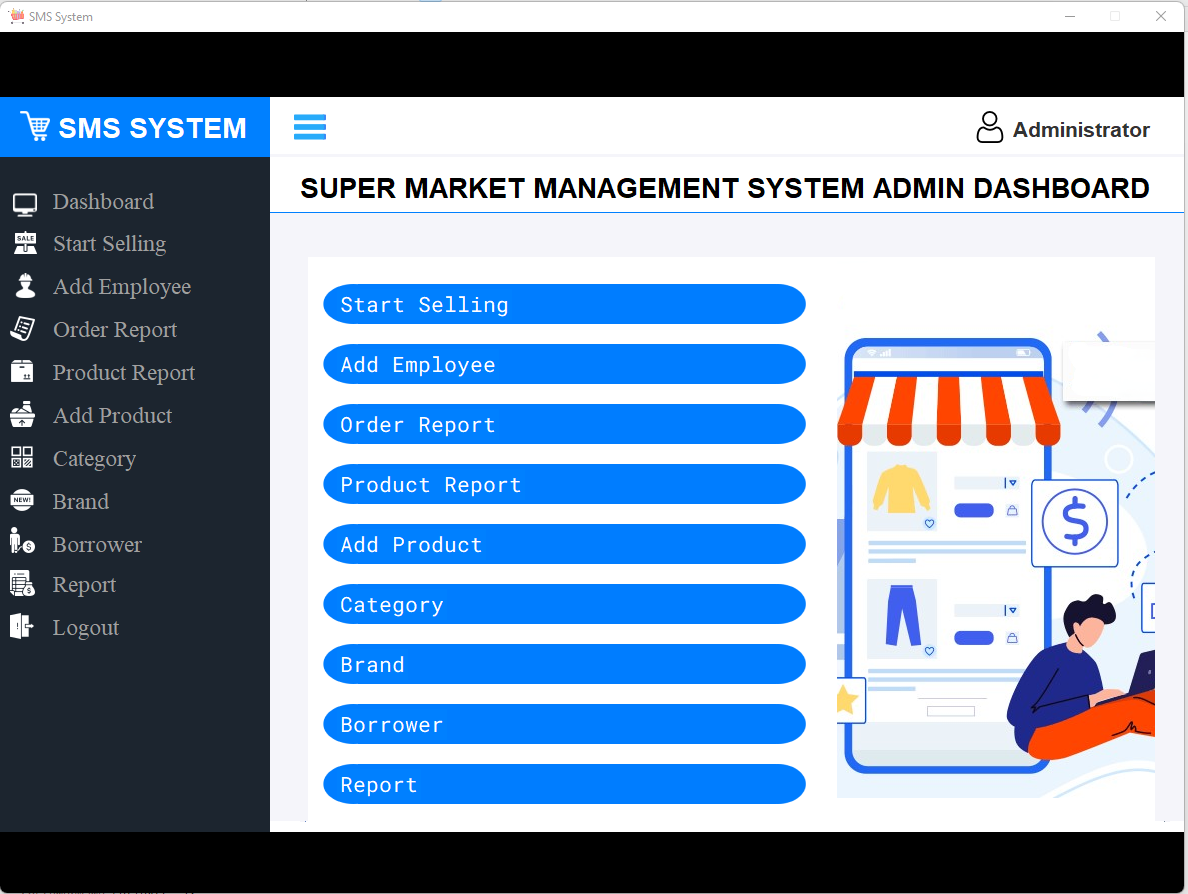 SMS System
SMS SYSTEM
Administrator
SUPER MARKET MANAGEMENT SYSTEM ADMIN DASHBOARD
Dashboard
SALE
Start Selling
Add Employee
Order Report
Product Report
Add Product
Category
NEW!
Brand
Borrower
Report
Logout
Start Selling
Add Employee
Order Report
Product Report
Add Product
Category
Brand
Borrower
Report
$